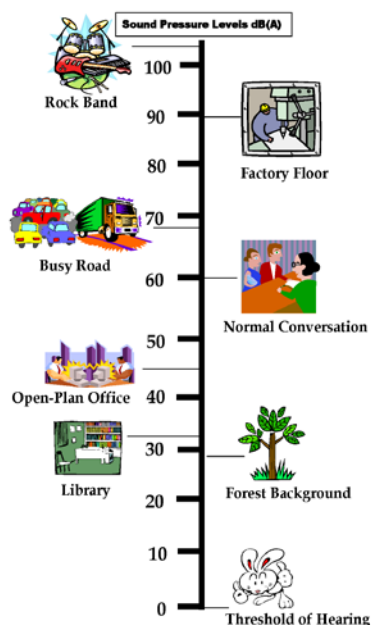 Sound Pressure Levels dB(A)
100
Rock Band
90
Factory Floor
80
70
Busy Road
60
Normal Conversation
50
Open-Plan Office
40
30
Library
Forest Background
20
10
0
Threshold of Hearing